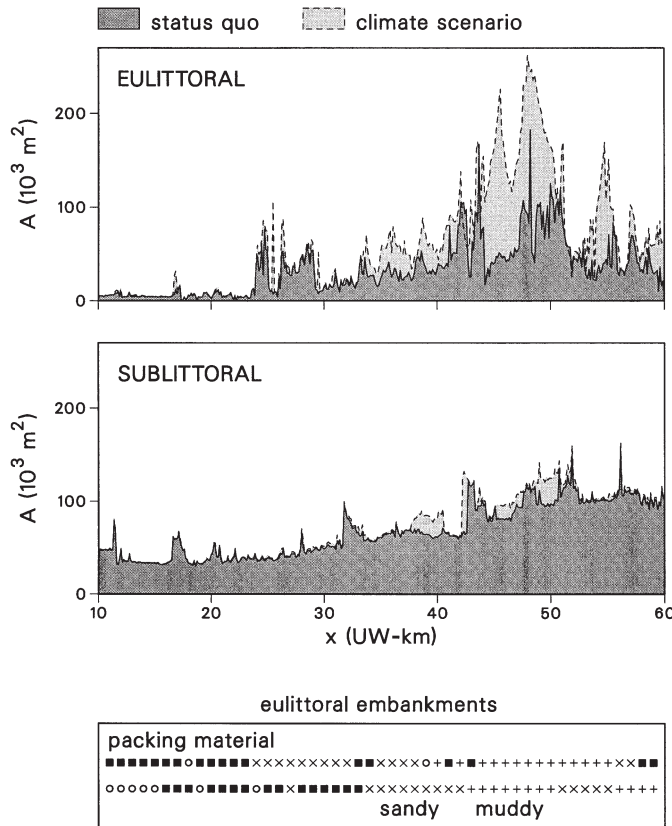 status quo climate scenario
EULITTORAL
A (10³ m²)
200
100
0
SUBLITTORAL
A (10³ m²)
200
100
0
10 20 30 40 50 60
x (UW-km)
eulittoral embankments
packing material
sandy muddy